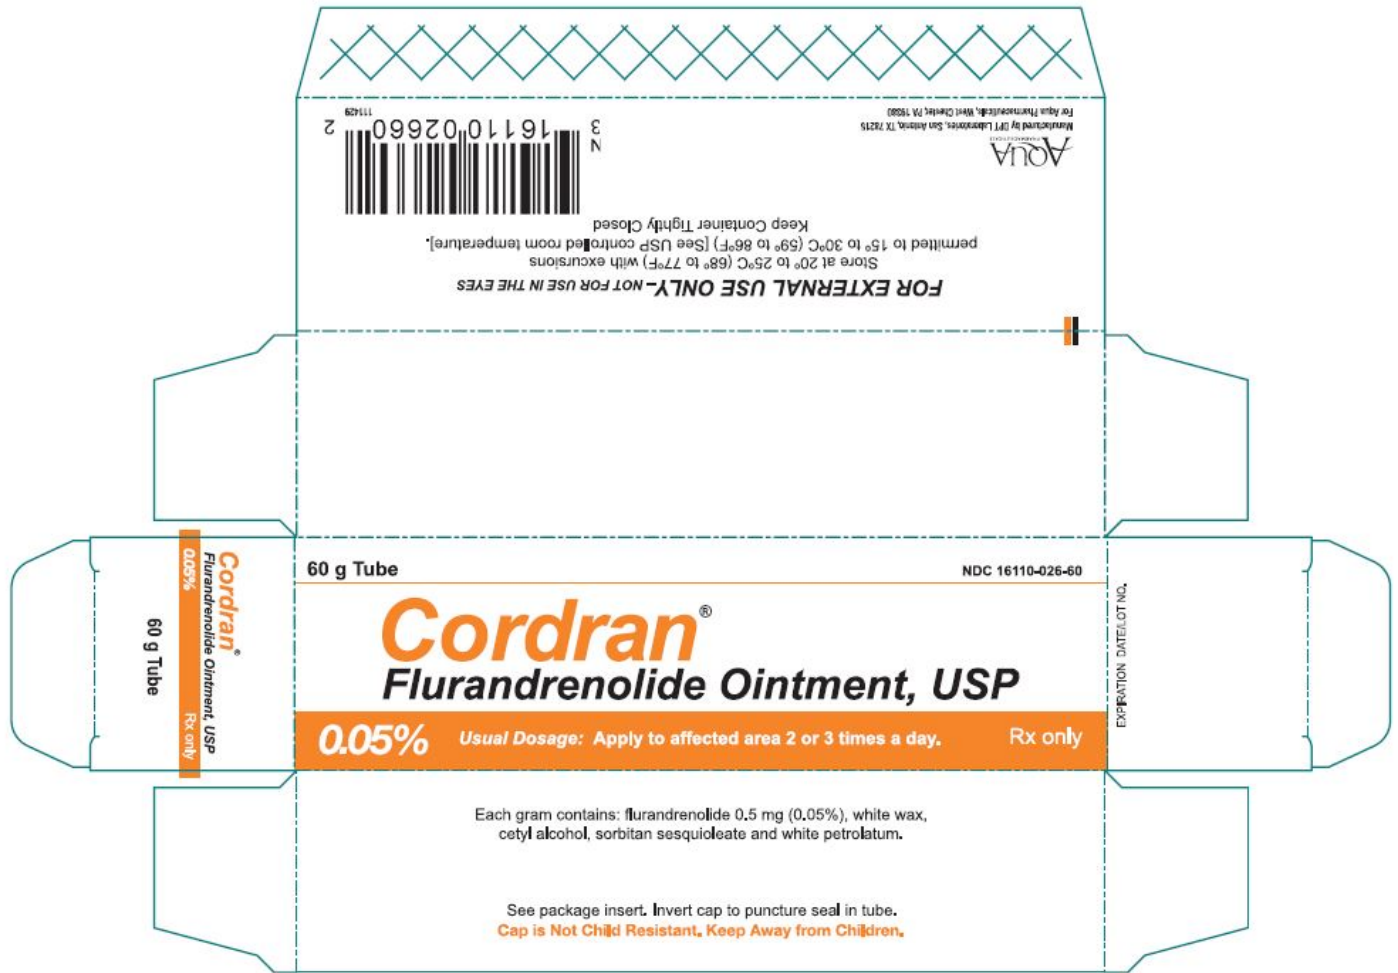 For Aqua Pharmaceuticals, West Chester, PA 19380
Manufactured by DPT Laboratories, San Antonio, TX 78215
AQUA
PHARMACEUTICALS
111429
N 3 16110 02660 2
FOR EXTERNAL USE ONLY – NOT FOR USE IN THE EYES
Store at 20° to 25°C (68° to 77°F) with excursions
permitted to 15° to 30°C (59° to 86°F) [See USP controlled room temperature].
Keep Container Tightly Closed
Cordran®
Flurandrenolide Ointment, USP
0.05% Rx only
60 g Tube
60 g Tube NDC 16110-026-60
Cordran®
Flurandrenolide Ointment, USP
0.05% Usual Dosage: Apply to affected area 2 or 3 times a day. Rx only
EXPIRATION DATE/LOT NO.
Each gram contains: flurandrenolide 0.5 mg (0.05%), white wax,
cetyl alcohol, sorbitan sesquioleate and white petrolatum.
See package insert. Invert cap to puncture seal in tube.
Cap is Not Child Resistant. Keep Away from Children.